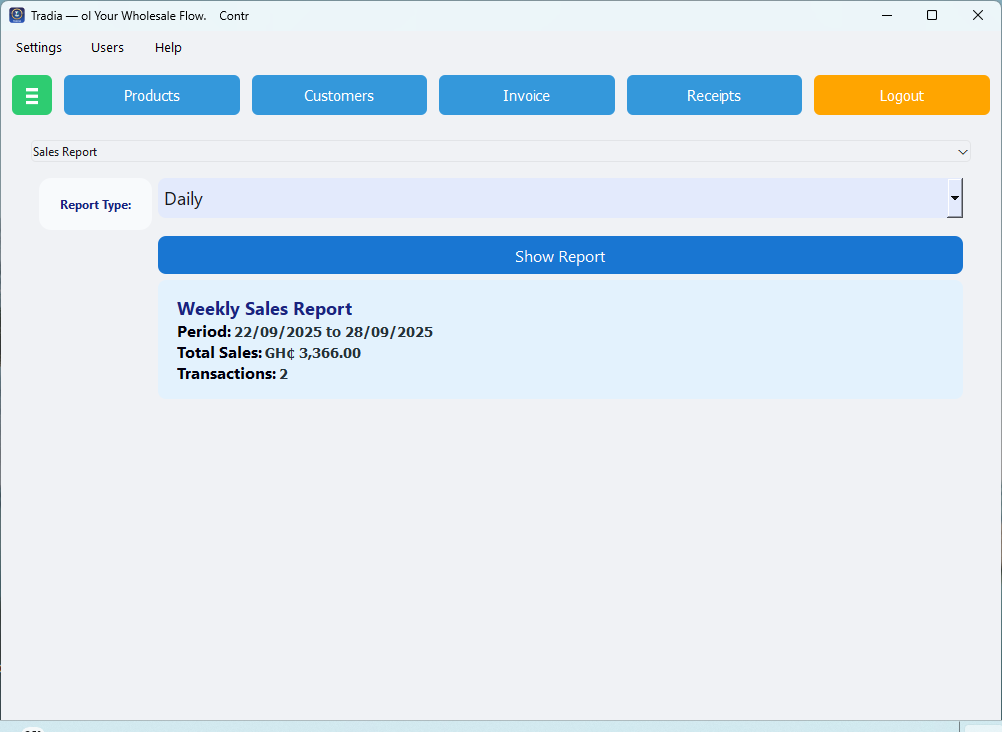 Tradia — ol Your Wholesale Flow. Contr
Settings Users Help
Products Customers Invoice Receipts Logout
Sales Report
Report Type: Daily
Show Report
Weekly Sales Report
Period: 22/09/2025 to 28/09/2025
Total Sales: GH₵ 3,366.00
Transactions: 2